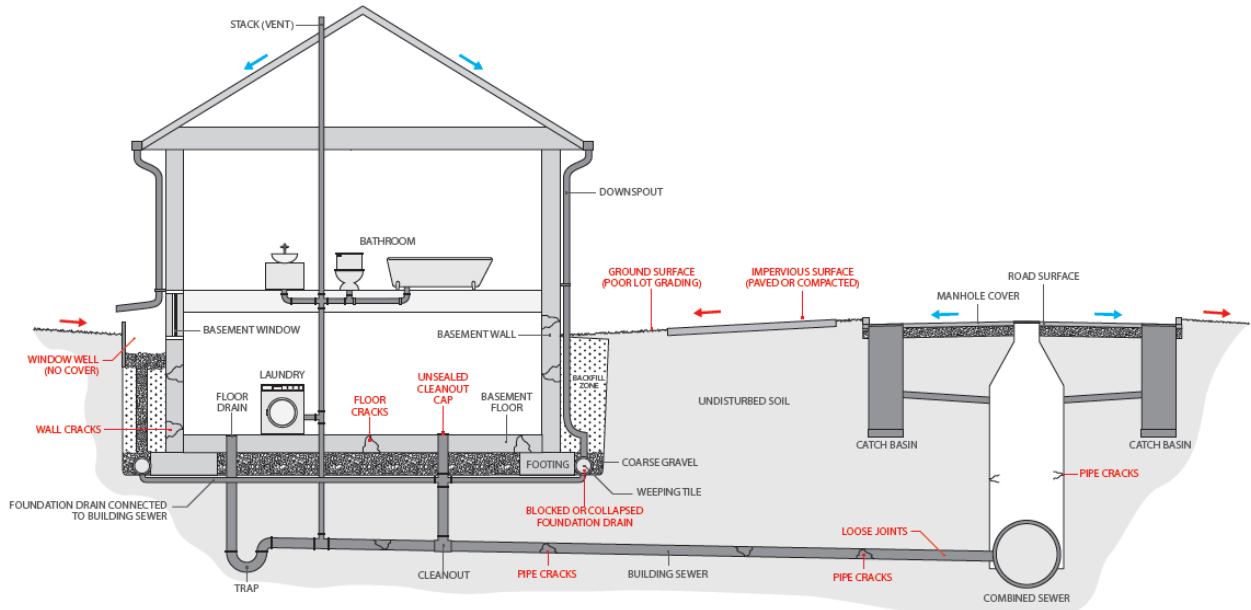 STACK (VENT)
DOWNSPOUT
BATHROOM
GROUND SURFACE
(POOR LOT GRADING)
IMPERVIOUS SURFACE
(PAVED OR COMPACTED)
ROAD SURFACE
MANHOLE COVER
BASEMENT WINDOW
BASEMENT WALL
WINDOW WELL
(NO COVER)
LAUNDRY
UNSEALED
CLEANOUT
CAP
BACKFILL
ZONE
FLOOR
DRAIN
FLOOR
CRACKS
BASEMENT
FLOOR
UNDISTURBED SOIL
WALL CRACKS
CATCH BASIN
CATCH BASIN
FOOTING
COARSE GRAVEL
PIPE CRACKS
WEEPING TILE
FOUNDATION DRAIN CONNECTED
TO BUILDING SEWER
BLOCKED OR COLLAPSED
FOUNDATION DRAIN
LOOSE JOINTS
TRAP
CLEANOUT
PIPE CRACKS
BUILDING SEWER
PIPE CRACKS
COMBINED SEWER